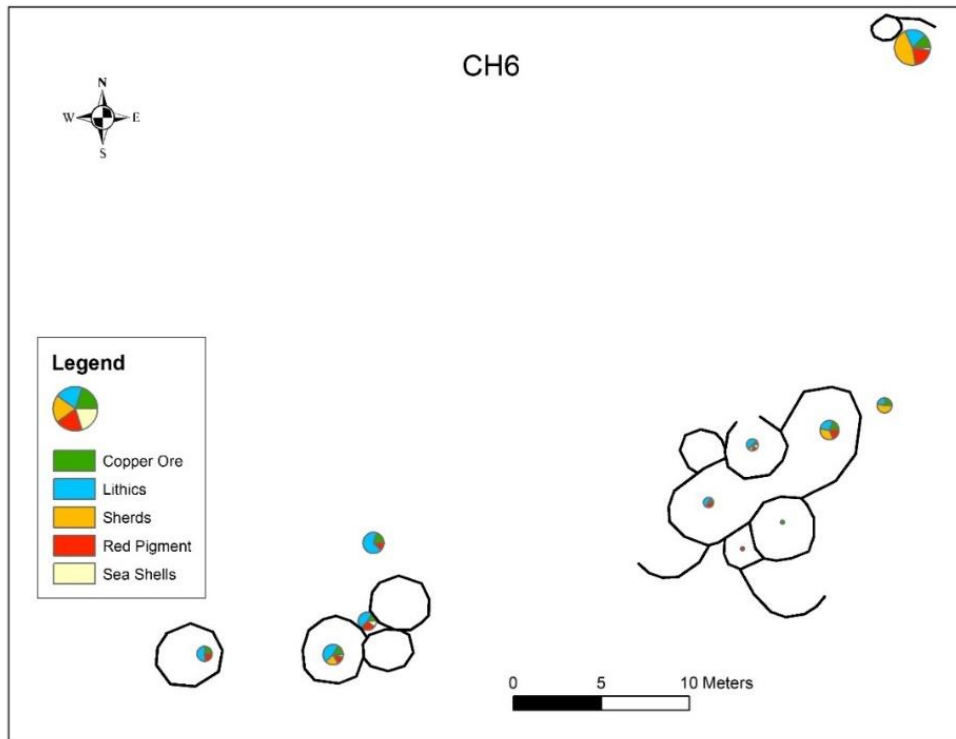 CH6
N
W E
S
Legend
Copper Ore
Lithics
Sherds
Red Pigment
Sea Shells
0 5 10 Meters